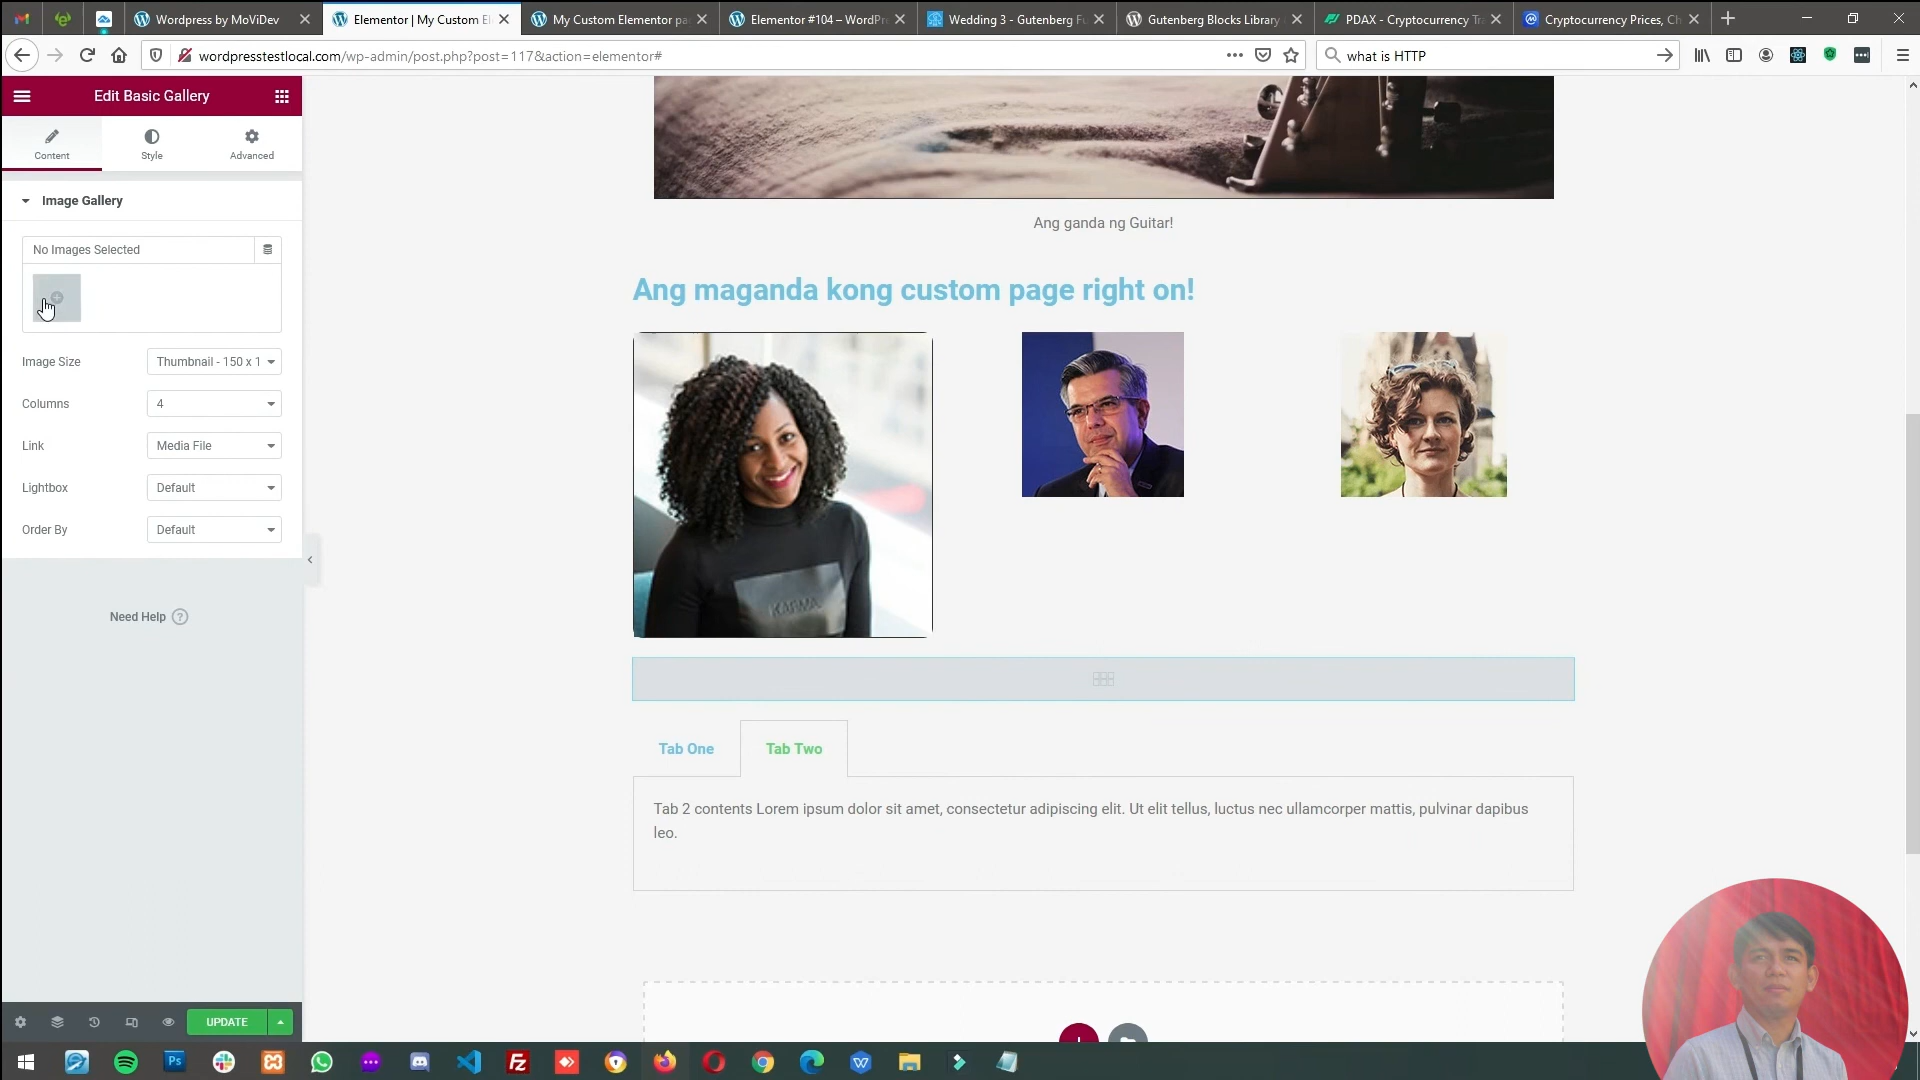 Wordpress by MoViDev
Elementor | My Custom El
My Custom Elementor pa
Elementor #104 – WordPr
Wedding 3 - Gutenberg Fu
Gutenberg Blocks Library
PDAX - Cryptocurrency Tr
Cryptocurrency Prices, Ch
wordpresstestlocal.com/wp-admin/post.php?post=117&action=elementor#
what is HTTP
Edit Basic Gallery
Content
Style
Advanced
Image Gallery
No Images Selected
Image Size
Thumbnail - 150 x 1
Columns
4
Link
Media File
Lightbox
Default
Order By
Default
Need Help ?
UPDATE
Ang ganda ng Guitar!
Ang maganda kong custom page right on!
KARMA
Tab One
Tab Two
Tab 2 contents Lorem ipsum dolor sit amet, consectetur adipiscing elit. Ut elit tellus, luctus nec ullamcorper mattis, pulvinar dapibus
leo.